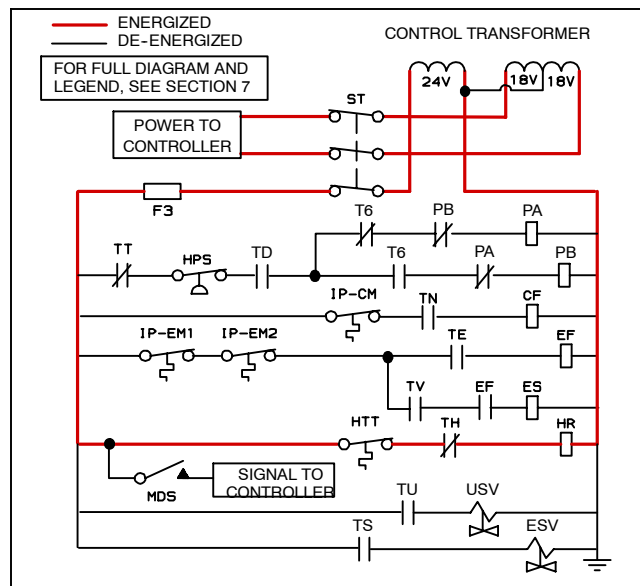 ENERGIZED
DE-ENERGIZED
CONTROL TRANSFORMER
FOR FULL DIAGRAM AND
LEGEND, SEE SECTION 7
24V
18V
18V
ST
POWER TO
CONTROLLER
F3
T6
PB
PA
TT
HPS
TD
T6
PA
PB
IP-CM
TN
CF
IP-EM1
IP-EM2
TE
EF
TV
EF
ES
HTT
TH
HR
MDS
SIGNAL TO
CONTROLLER
TU
USV
TS
ESV